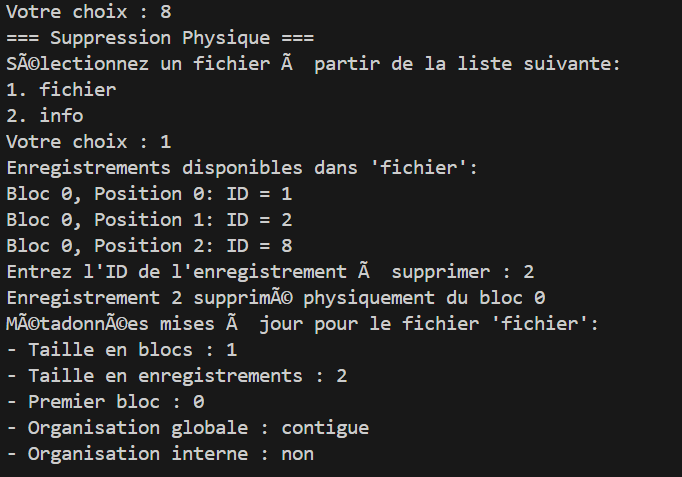 Votre choix : 8
=== Suppression Physique ===
SÃ©lectionnez un fichier Ã  partir de la liste suivante:
1. fichier
2. info
Votre choix : 1
Enregistrements disponibles dans 'fichier':
Bloc 0, Position 0: ID = 1
Bloc 0, Position 1: ID = 2
Bloc 0, Position 2: ID = 8
Entrez l'ID de l'enregistrement Ã  supprimer : 2
Enregistrement 2 supprimÃ© physiquement du bloc 0
MÃ©tadonnÃ©es mises Ã  jour pour le fichier 'fichier':
- Taille en blocs : 1
- Taille en enregistrements : 2
- Premier bloc : 0
- Organisation globale : contigue
- Organisation interne : non